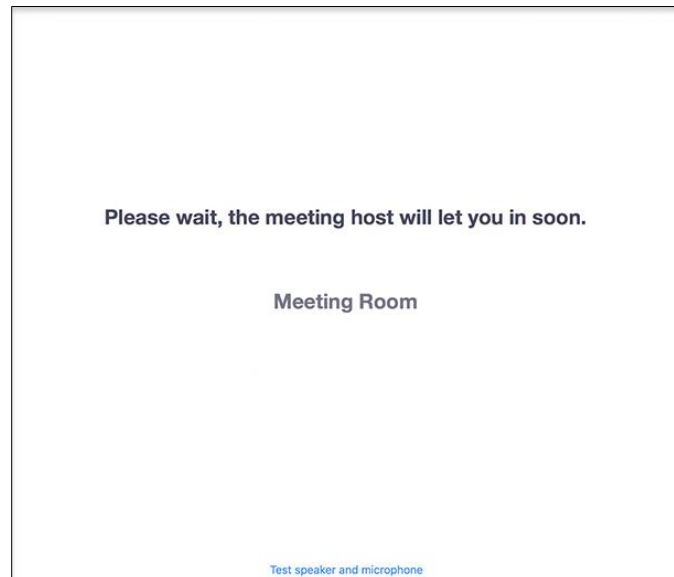 Please wait, the meeting host will let you in soon.
Meeting Room
Test speaker and microphone